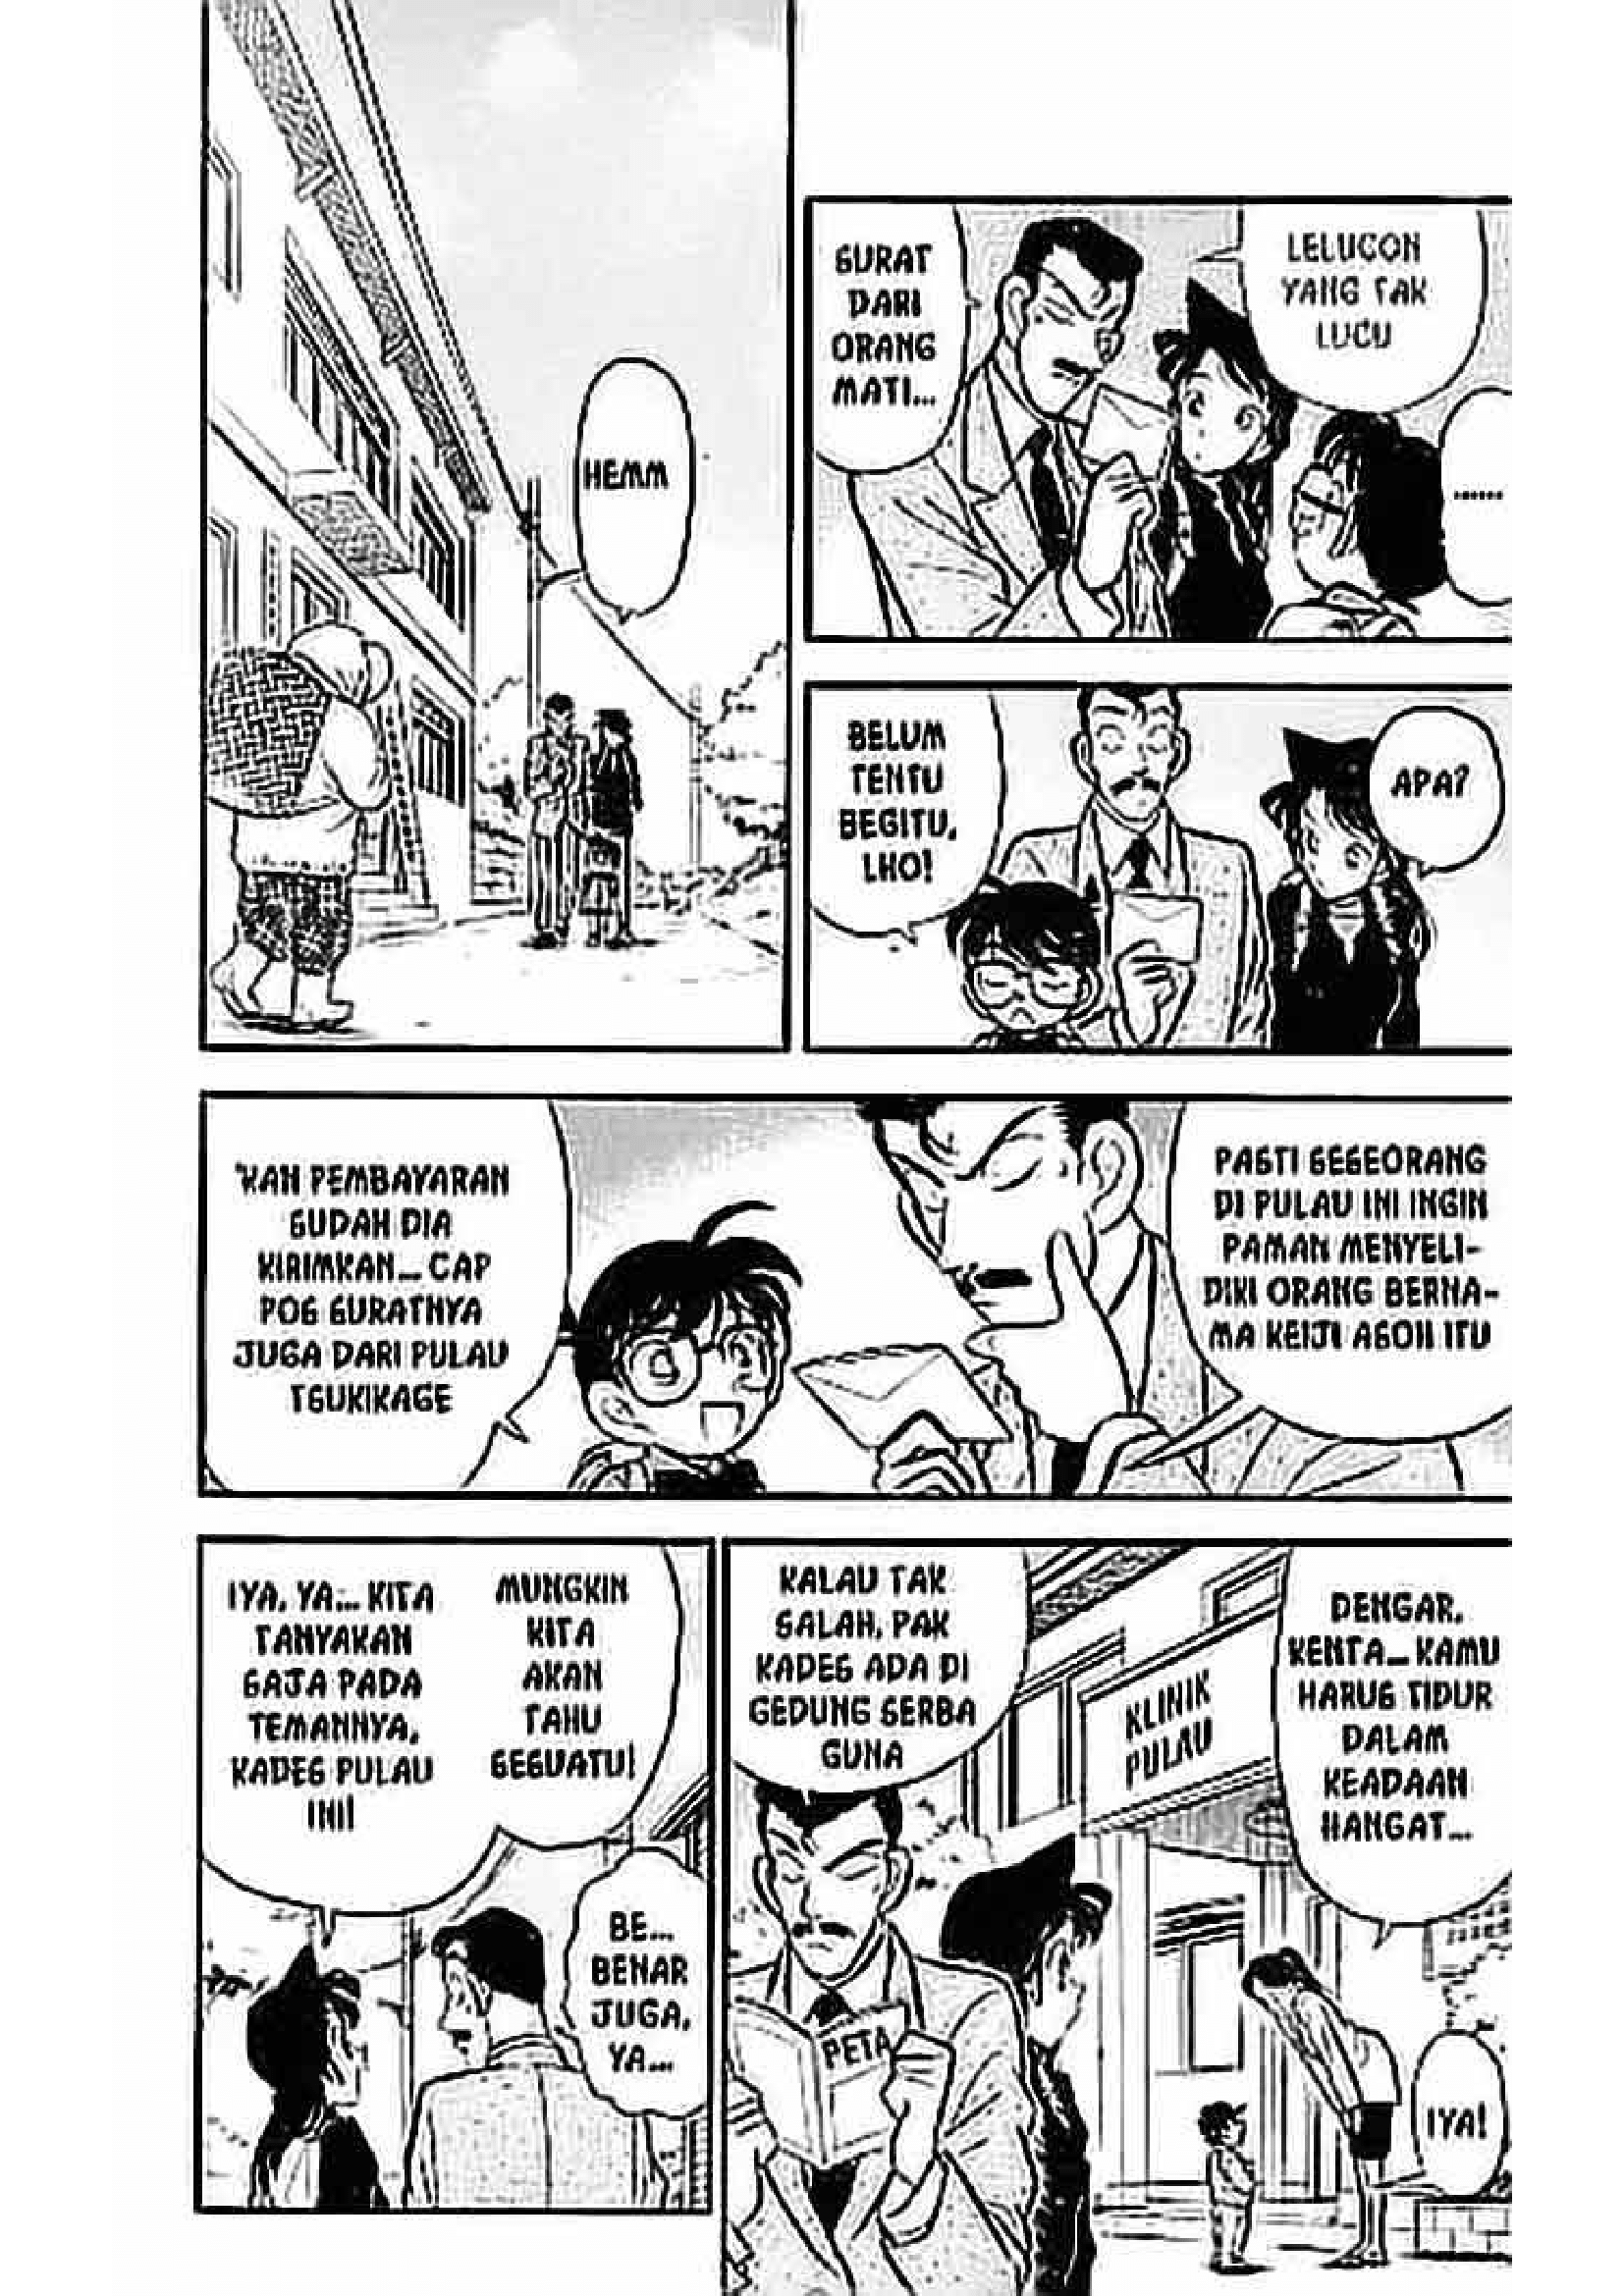 HEMM
SURAT
DARI
ORANG
MATI...
LELUCON
YANG TAK
LUCU
......
BELUM
TENTU
BEGITU,
LHO!
APA?
'KAN PEMBAYARAN
SUDAH DIA
KIRIMKAN... CAP
POS SURATNYA
JUGA DARI PULAU
TSUKIKAGE
PASTI SESEORANG
DI PULAU INI INGIN
PAMAN MENYELI-
DIKI ORANG BERNA-
MA KEIJI ASOH ITU
IYA, YA... KITA
TANYAKAN
SAJA PADA
TEMANNYA,
KADES PULAU
INI!
MUNGKIN
KITA
AKAN
TAHU
SESUATU!
BE...
BENAR
JUGA,
YA...
KALAU TAK
SALAH, PAK
KADES ADA DI
GEDUNG SERBA
GUNA
PETA
KLINIK
PULAU
DENGAR,
KENTA... KAMU
HARUS TIDUR
DALAM
KEADAAN
HANGAT...
IYA!